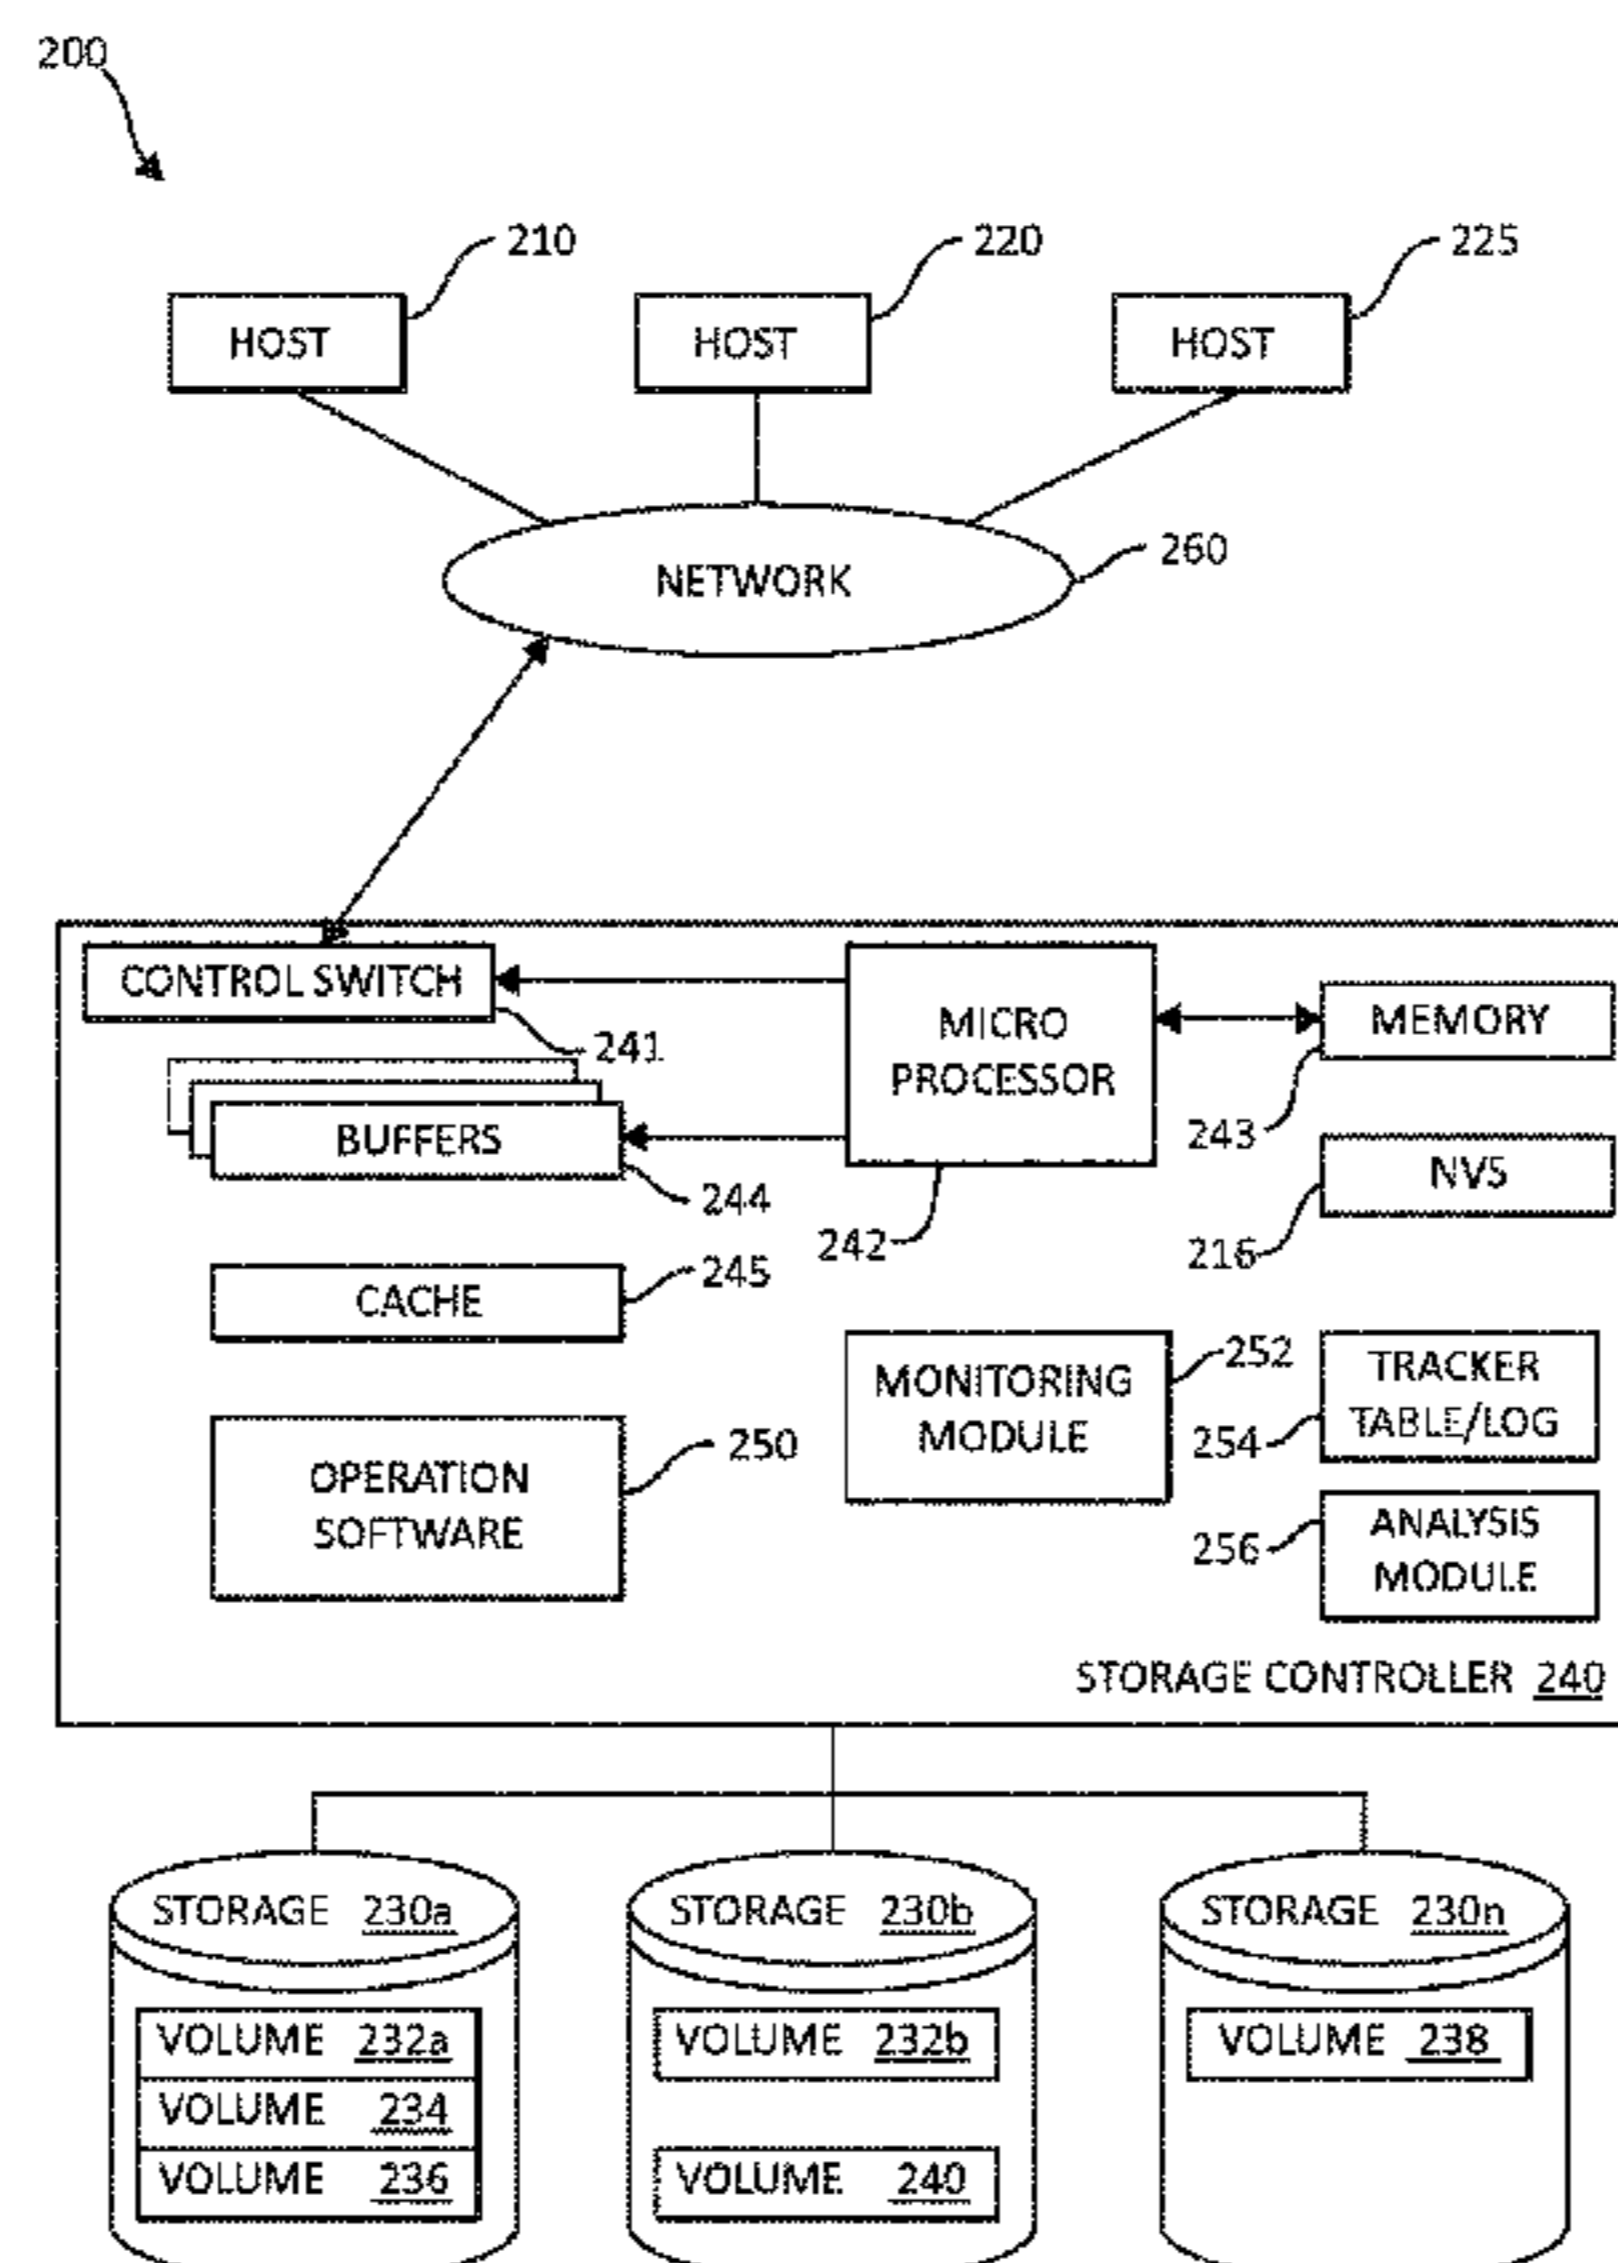 200
210
220
225
HOST
HOST
HOST
260
NETWORK
CONTROL SWITCH
241
MICRO
PROCESSOR
MEMORY
243
BUFFERS
244
242
NVS
216
CACHE
245
MONITORING
MODULE
252
TRACKER
TABLE/LOG
254
OPERATION
SOFTWARE
250
ANALYSIS
MODULE
256
STORAGE CONTROLLER 240
STORAGE 230a
STORAGE 230b
STORAGE 230n
VOLUME 232a
VOLUME 234
VOLUME 236
VOLUME 232b
VOLUME 240
VOLUME 238